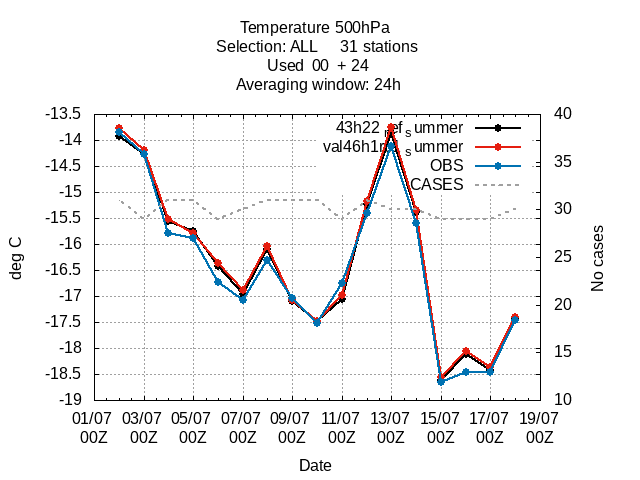 Temperature 500hPa
Selection: ALL     31 stations
Used  00  + 24
Averaging window: 24h
-13.5
-14
-14.5
-15
-15.5
-16
-16.5
-17
-17.5
-18
-18.5
-19
40
35
30
25
20
15
10
deg C
No cases
43h22 ref summer
OBS
CASES
01/07 03/07 05/07 07/07 09/07 11/07 13/07 15/07 17/07 19/07
00Z 00Z 00Z 00Z 00Z 00Z 00Z 00Z 00Z 00Z
Date